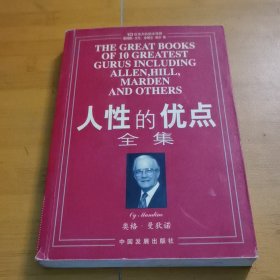 THE GREAT BOOKS
OF 10 GREATEST
GURUS INCLUDING
ALLEN,HILL,
MARDEN
AND OTHERS
人性的优点
全集
Og Mandino
奥格·曼狄诺
中国发展出版社